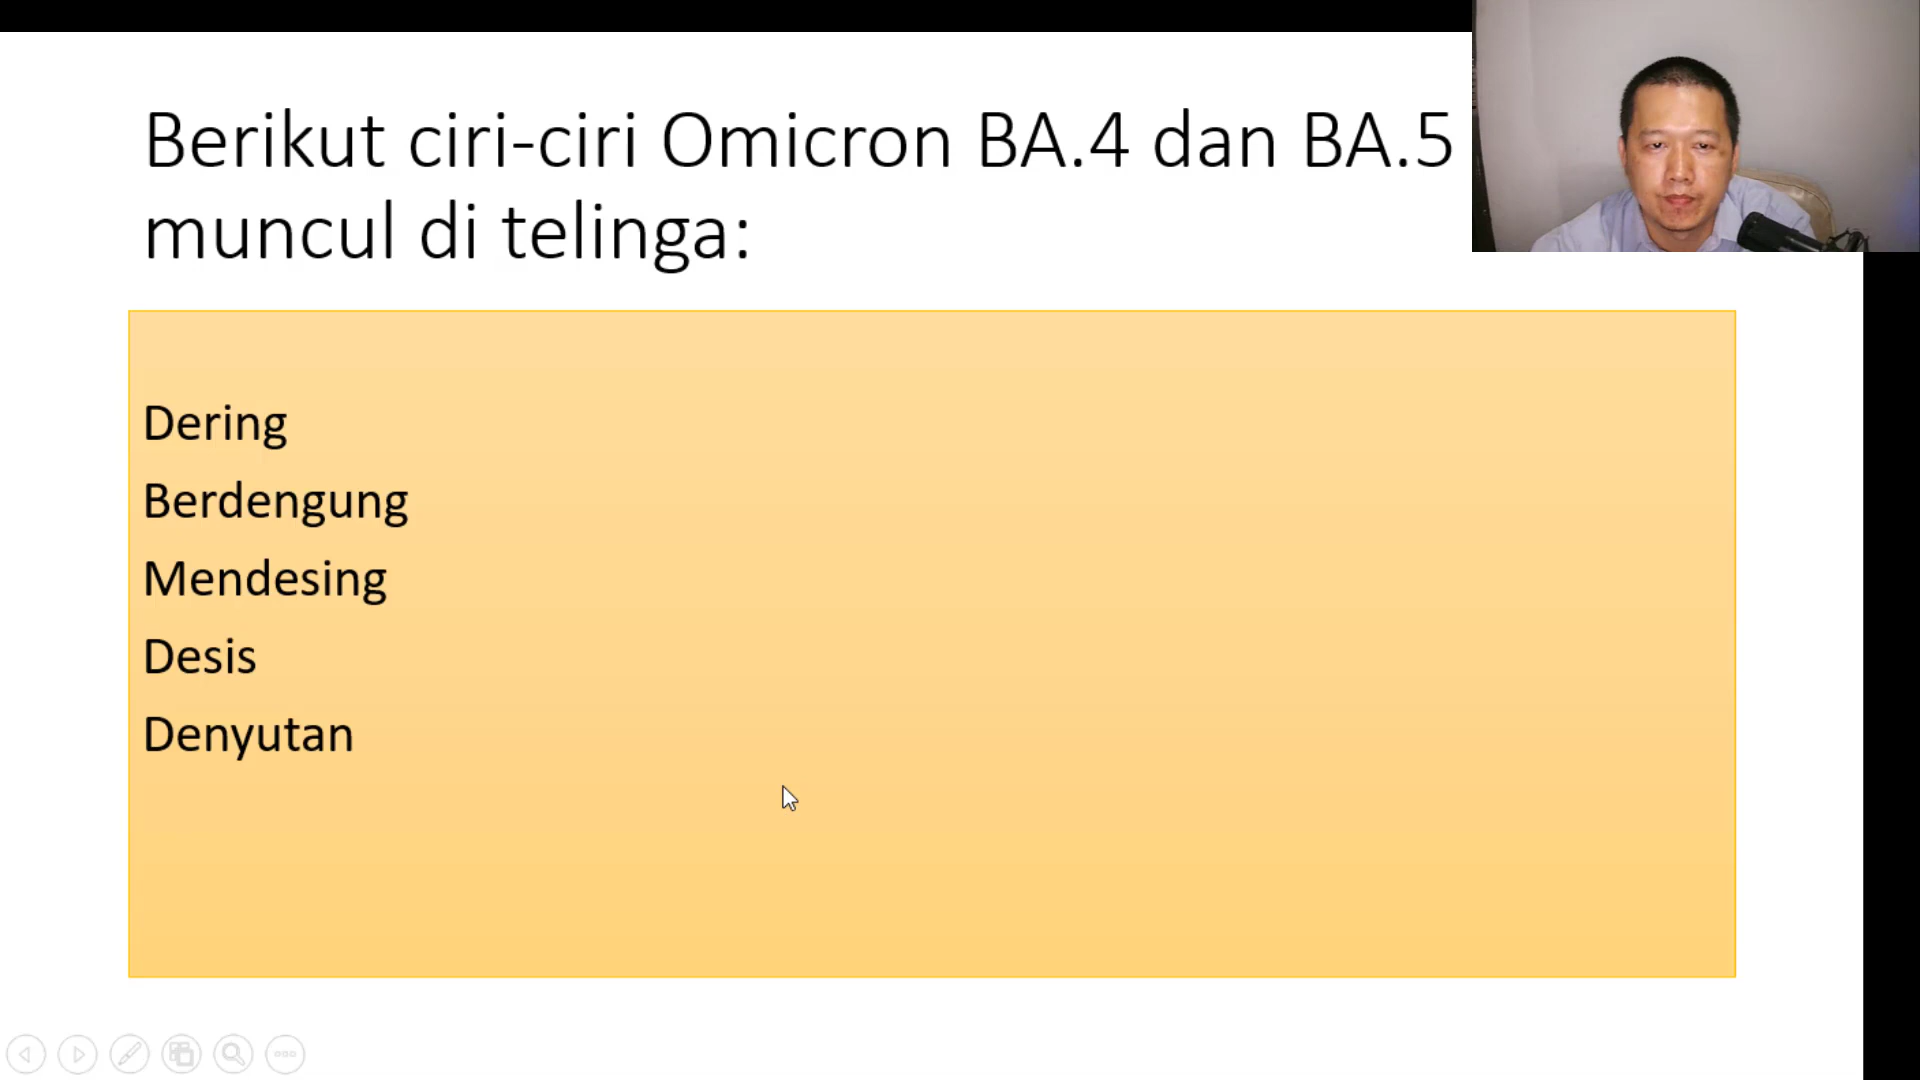 Berikut ciri-ciri Omicron BA.4 dan BA.5
muncul di telinga:
Dering
Berdengung
Mendesing
Desis
Denyutan